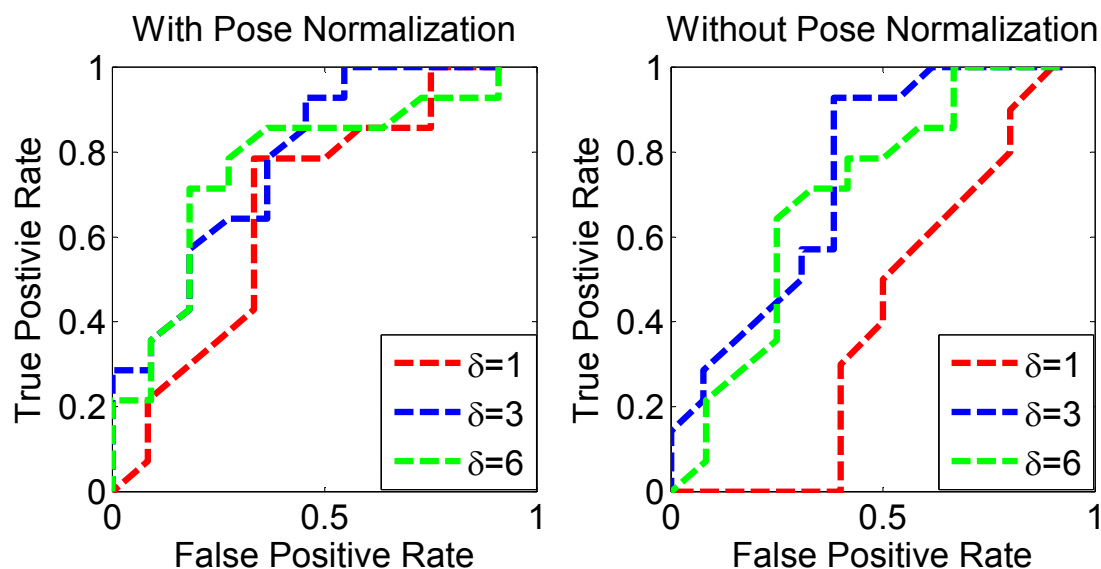 With Pose Normalization
1
0.8
0.6
0.4
0.2
0
0 0.5 1
True Postivie Rate
False Positive Rate
δ=1
δ=3
δ=6
Without Pose Normalization
1
0.8
0.6
0.4
0.2
0
0 0.5 1
True Positive Rate
False Positive Rate
δ=1
δ=3
δ=6